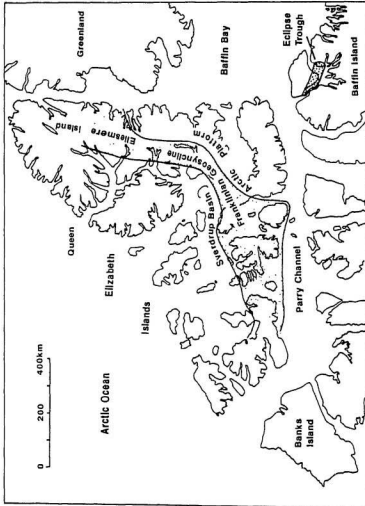 Greenland
Ellesmere Island
Queen
Elizabeth
Islands
Baffin Bay
Arctic
Platform
Franklinian Geosyncline
Sverdrup Basin
Eclipse
Trough
Baffin Island
Parry Channel
Arctic Ocean
0 200 400km
Banks
Island